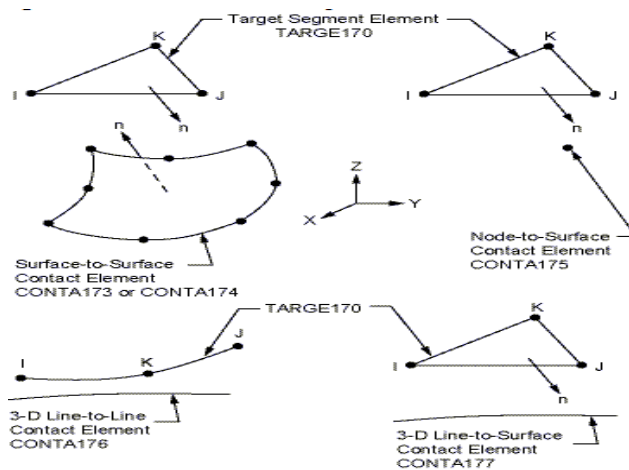 Target Segment Element
TARGE170
K
I
J
n
K
I
J
n
n
Z
X
Y
Surface-to-Surface
Contact Element
CONTA173 or CONTA174
Node-to-Surface
Contact Element
CONTA175
TARGE170
I
K
J
3-D Line-to-Line
Contact Element
CONTA176
K
I
J
n
3-D Line-to-Surface
Contact Element
CONTA177